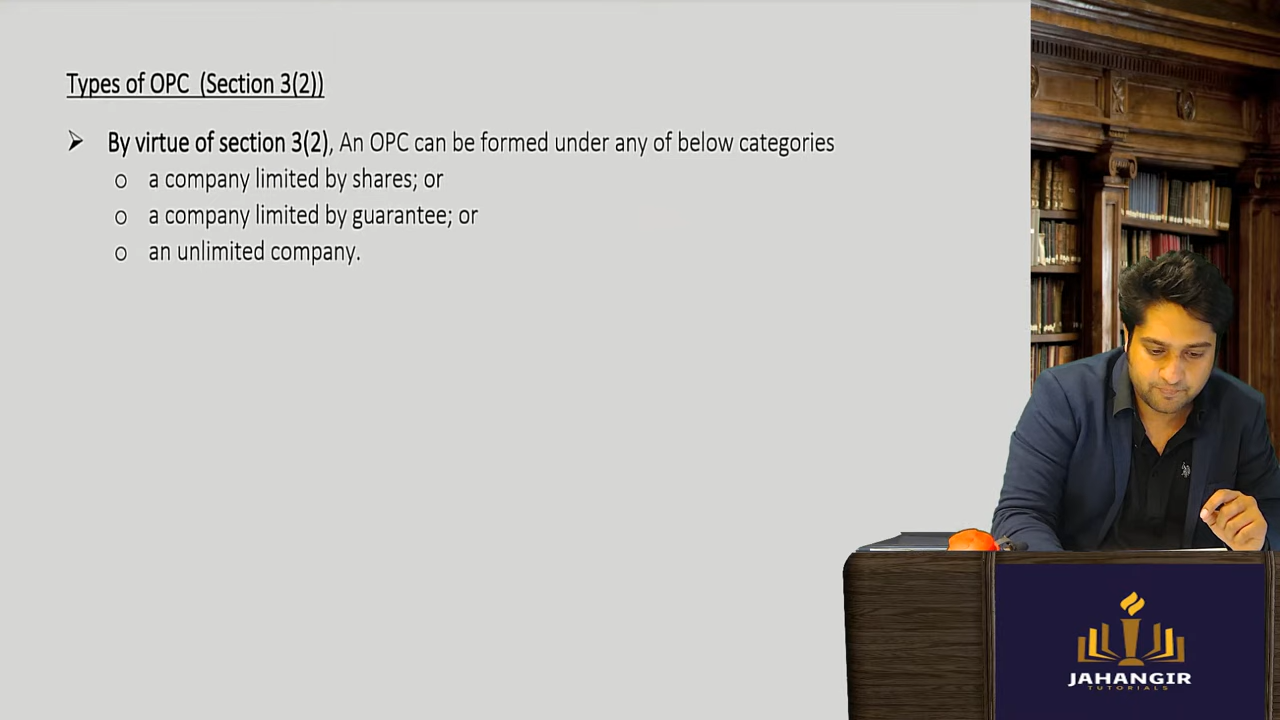 Types of OPC (Section 3(2))
➢ By virtue of section 3(2), An OPC can be formed under any of below categories
o a company limited by shares; or
o a company limited by guarantee; or
o an unlimited company.
JAHANGIR
TUTORIALS